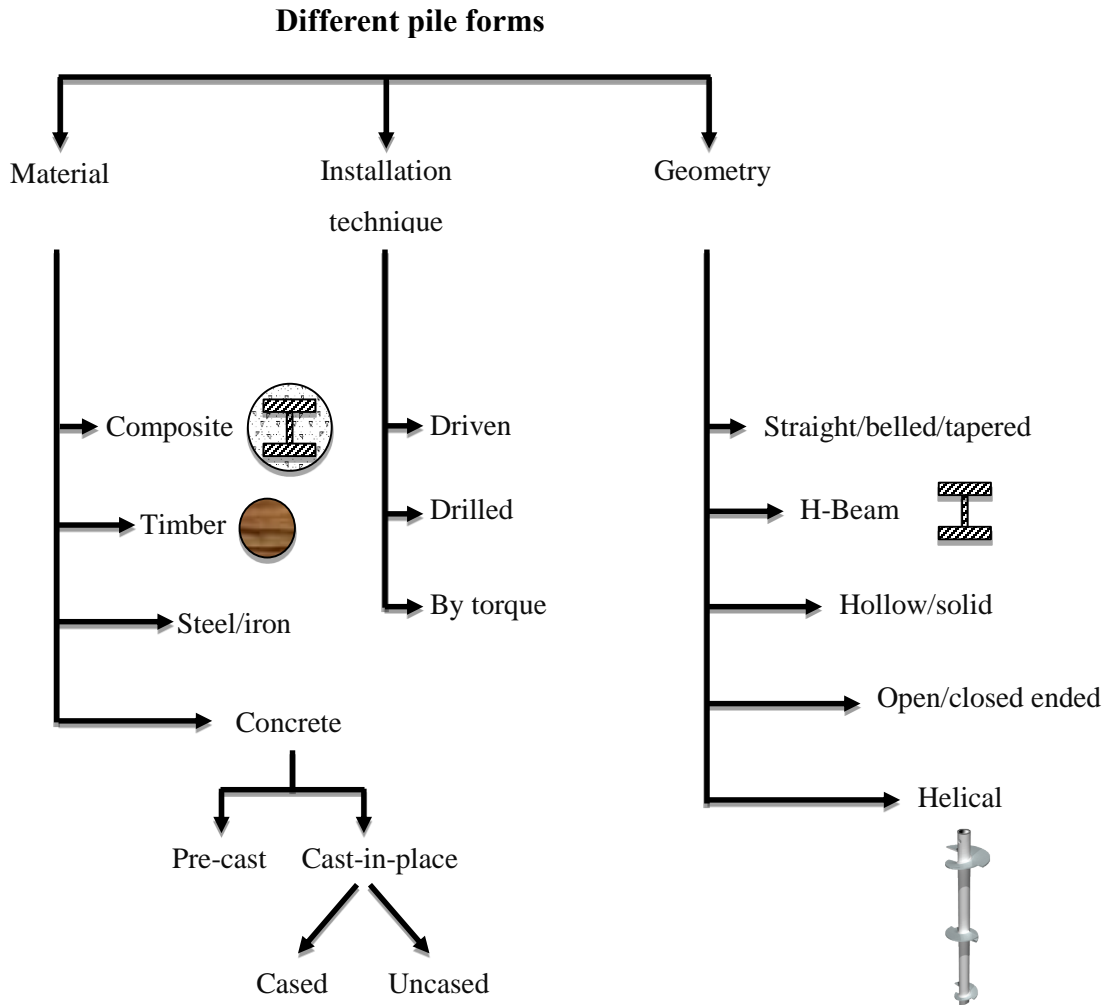 Different pile forms
Material
Installation
technique
Geometry
Composite
Timber
Steel/iron
Concrete
Pre-cast
Cast-in-place
Cased
Uncased
Driven
Drilled
By torque
Straight/belled/tapered
H-Beam
Hollow/solid
Open/closed ended
Helical